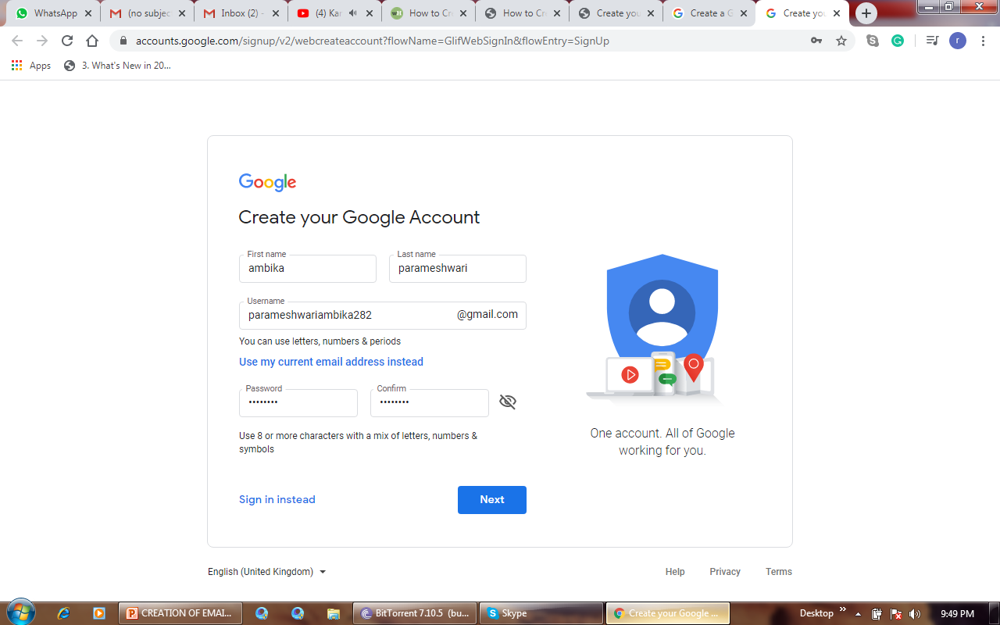 WhatsApp
(no subjec
Inbox (2) -
(4) Kar
How to Cr
How to Cr
Create you
Create a G
Create you
accounts.google.com/signup/v2/webcreateaccount?flowName=GlifWebSignIn&flowEntry=SignUp
r
Apps
3. What's New in 20...
Google
Create your Google Account
First name
Last name
ambika
parameshwari
Username
parameshwariambika282
@gmail.com
You can use letters, numbers & periods
Use my current email address instead
Password
Confirm
••••••••
••••••••
Use 8 or more characters with a mix of letters, numbers &
symbols
One account. All of Google
working for you.
Sign in instead
Next
English (United Kingdom)
Help
Privacy
Terms
CREATION OF EMAI...
BitTorrent 7.10.5 (bu...
Skype
Create your Google ...
Desktop
9:49 PM